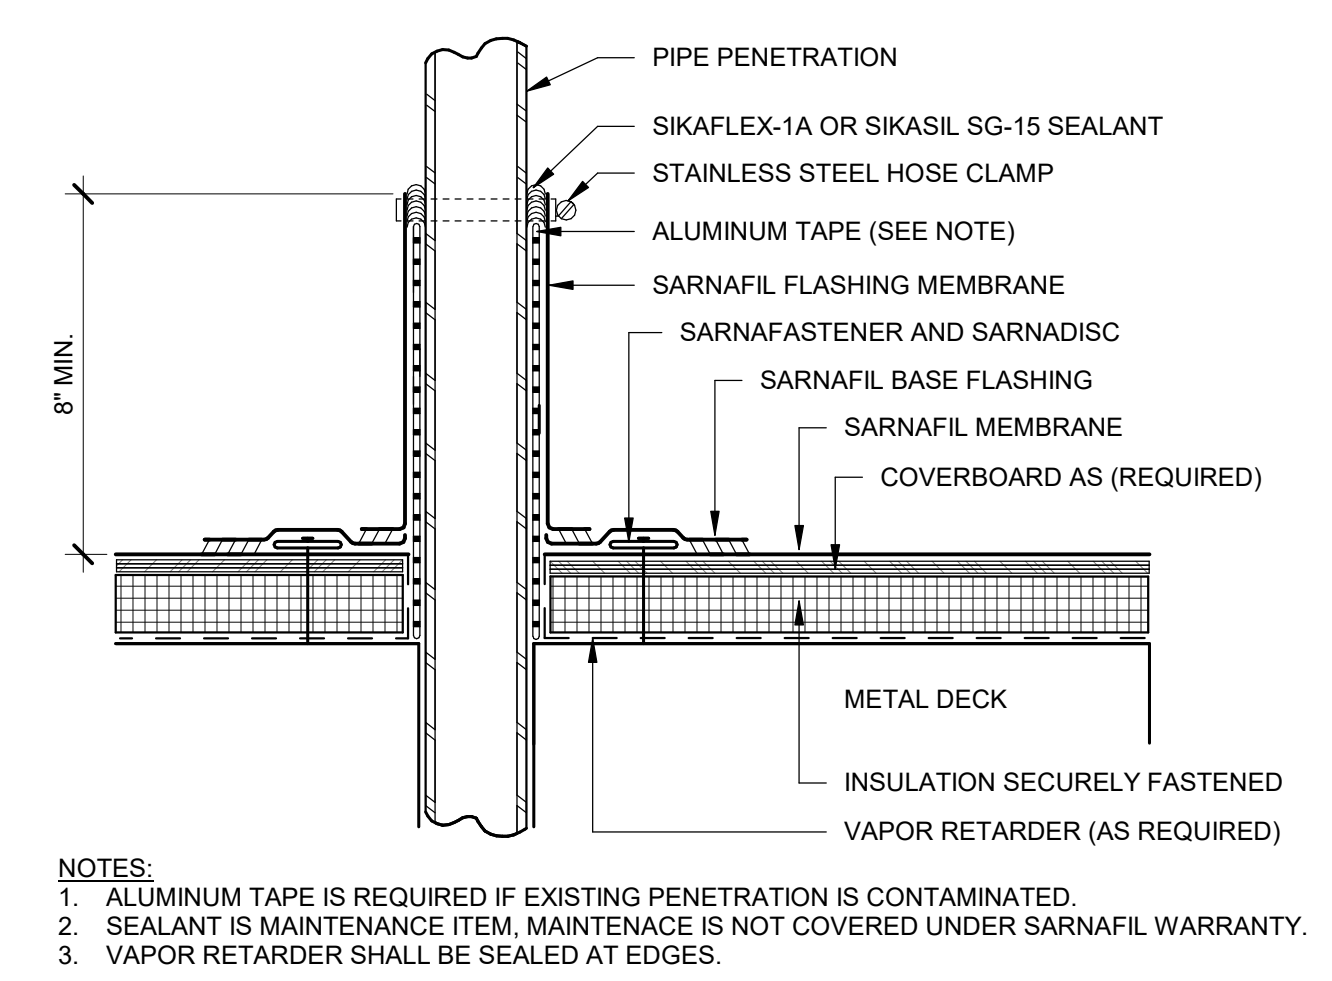 PIPE PENETRATION
SIKAFLEX-1A OR SIKASIL SG-15 SEALANT
STAINLESS STEEL HOSE CLAMP
ALUMINUM TAPE (SEE NOTE)
SARNAFIL FLASHING MEMBRANE
SARNAFASTENER AND SARNADISC
8" MIN.
SARNAFIL BASE FLASHING
SARNAFIL MEMBRANE
COVERBOARD AS (REQUIRED)
METAL DECK
INSULATION SECURELY FASTENED
VAPOR RETARDER (AS REQUIRED)
NOTES:
1. ALUMINUM TAPE IS REQUIRED IF EXISTING PENETRATION IS CONTAMINATED.
2. SEALANT IS MAINTENANCE ITEM, MAINTENACE IS NOT COVERED UNDER SARNAFIL WARRANTY.
3. VAPOR RETARDER SHALL BE SEALED AT EDGES.